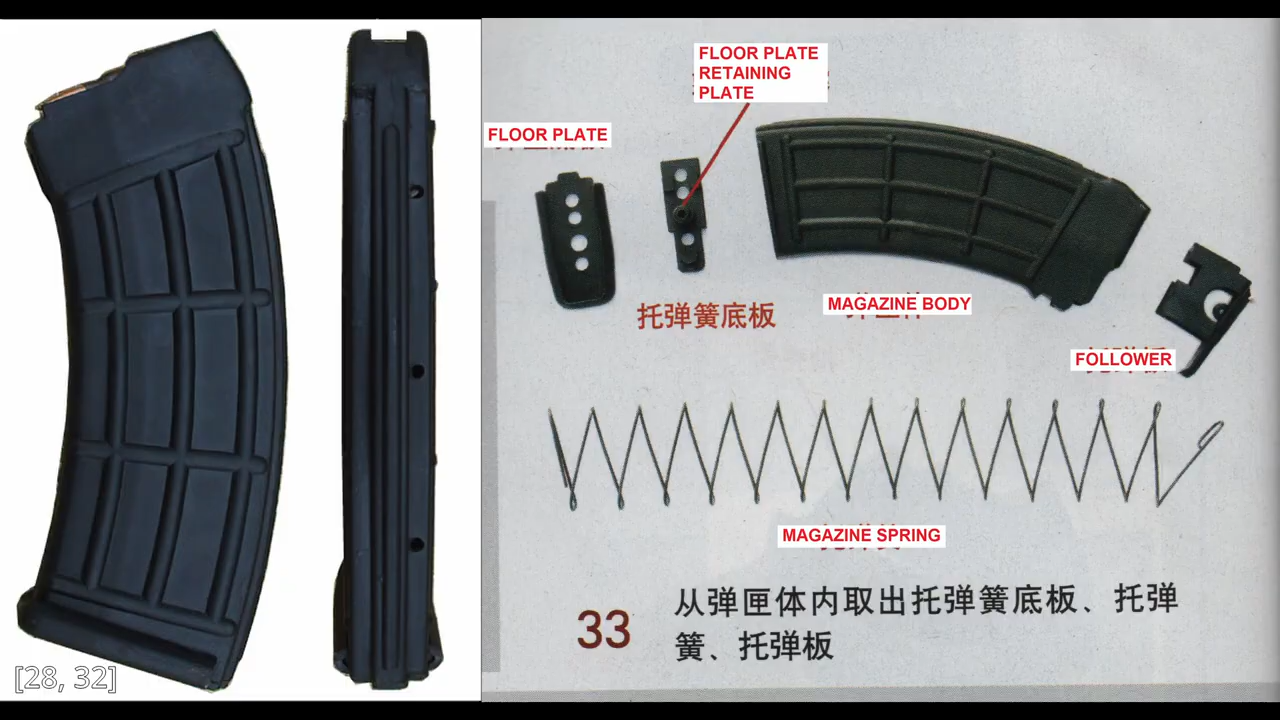 FLOOR PLATE
RETAINING
PLATE
FLOOR PLATE
托弹簧底板
MAGAZINE BODY
FOLLOWER
MAGAZINE SPRING
33
从弹匣体内取出托弹簧底板、托弹
簧、托弹板
[28, 32]